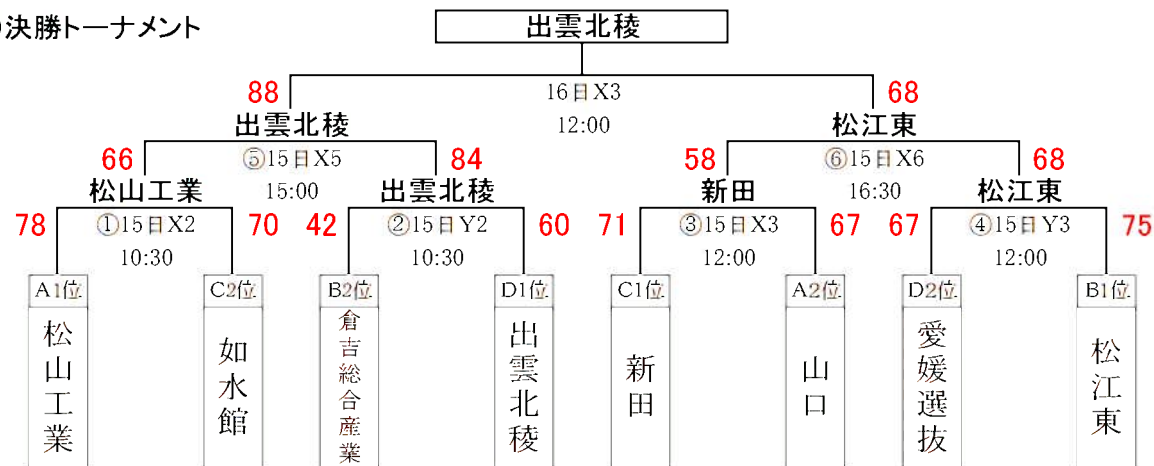 決勝トーナメント
出雲北稜
88 16日X3 68
12:00
出雲北稜 松江東
66 ⑤15日X5 84 58 ⑥15日X6 68
15:00 16:30
松山工業 出雲北稜 新田 松江東
78 ①15日X2 70 42 ②15日Y2 60 71 ③15日X3 67 67 ④15日Y3 75
10:30 10:30 12:00 12:00
A1位 C2位 B2位 D1位 C1位 A2位 D2位 B1位
松山工業
如水館
倉吉総合産業
出雲北稜
新田
山口
愛媛選抜
松江東